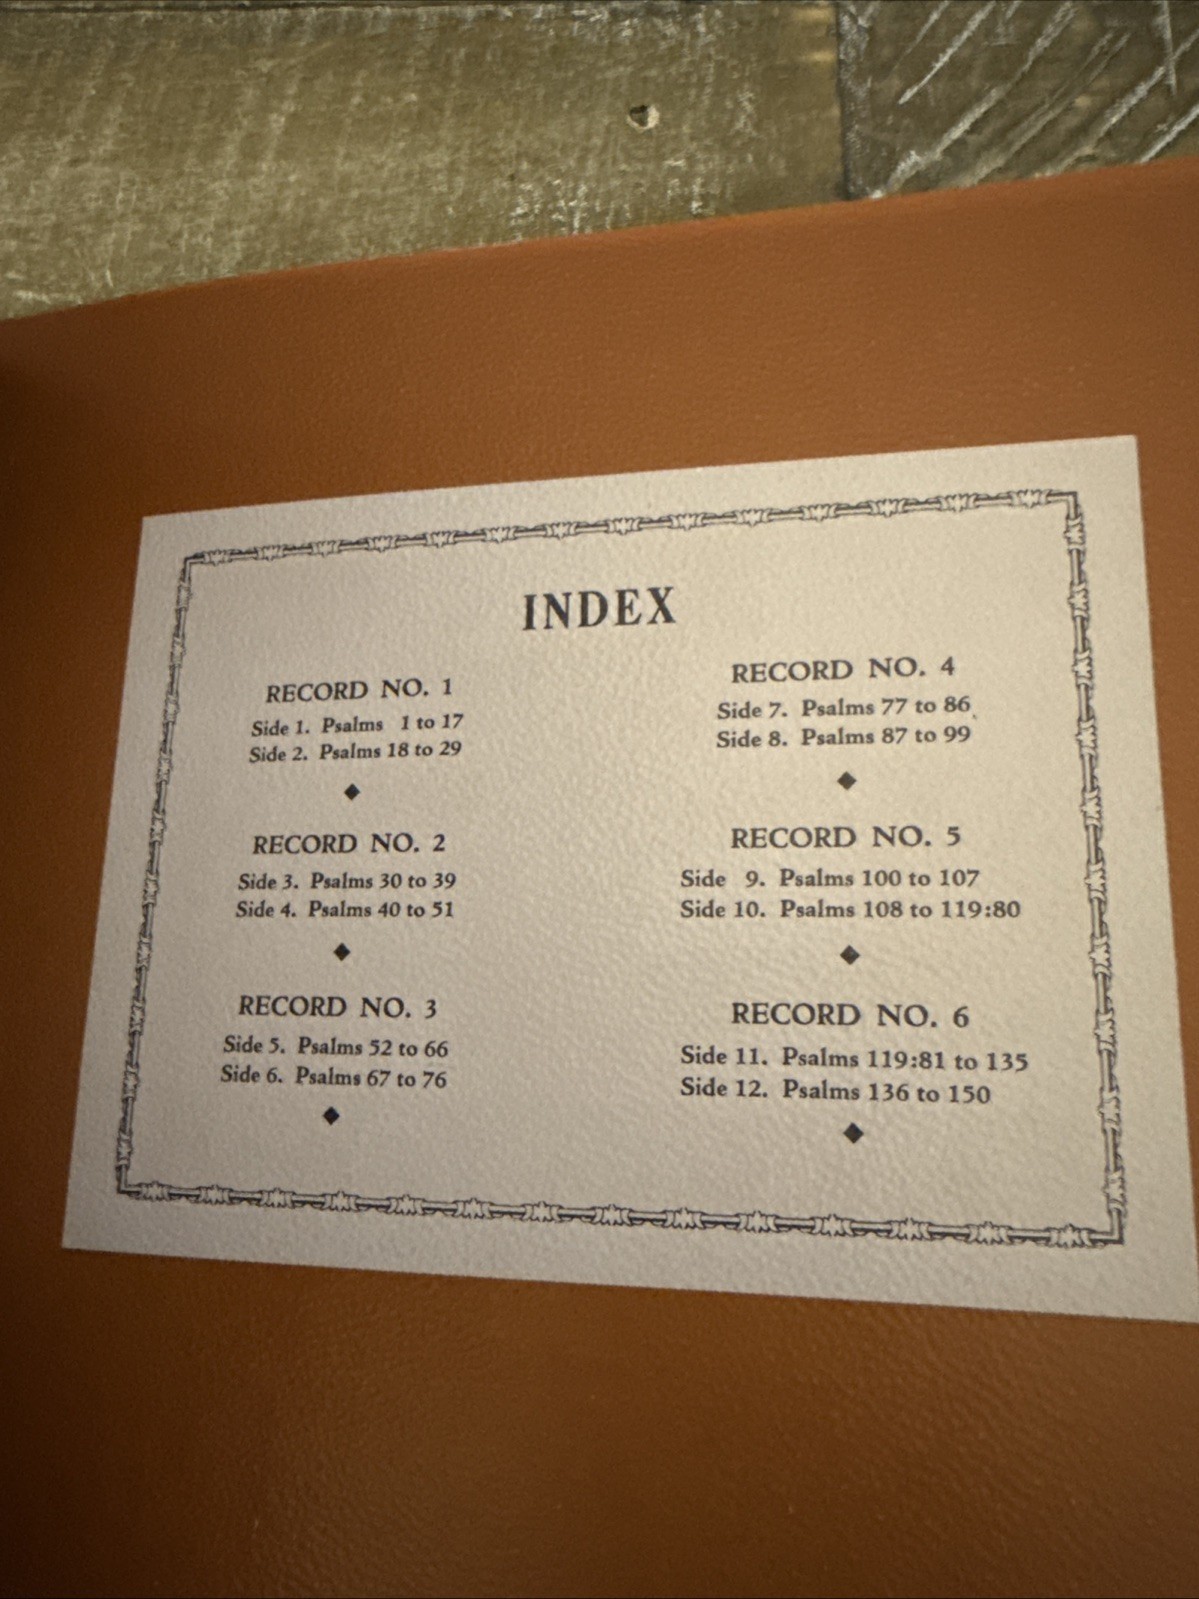 INDEX
RECORD NO. 1
Side 1. Psalms 1 to 17
Side 2. Psalms 18 to 29
RECORD NO. 2
Side 3. Psalms 30 to 39
Side 4. Psalms 40 to 51
RECORD NO. 3
Side 5. Psalms 52 to 66
Side 6. Psalms 67 to 76
RECORD NO. 4
Side 7. Psalms 77 to 86
Side 8. Psalms 87 to 99
RECORD NO. 5
Side 9. Psalms 100 to 107
Side 10. Psalms 108 to 119:80
RECORD NO. 6
Side 11. Psalms 119:81 to 135
Side 12. Psalms 136 to 150